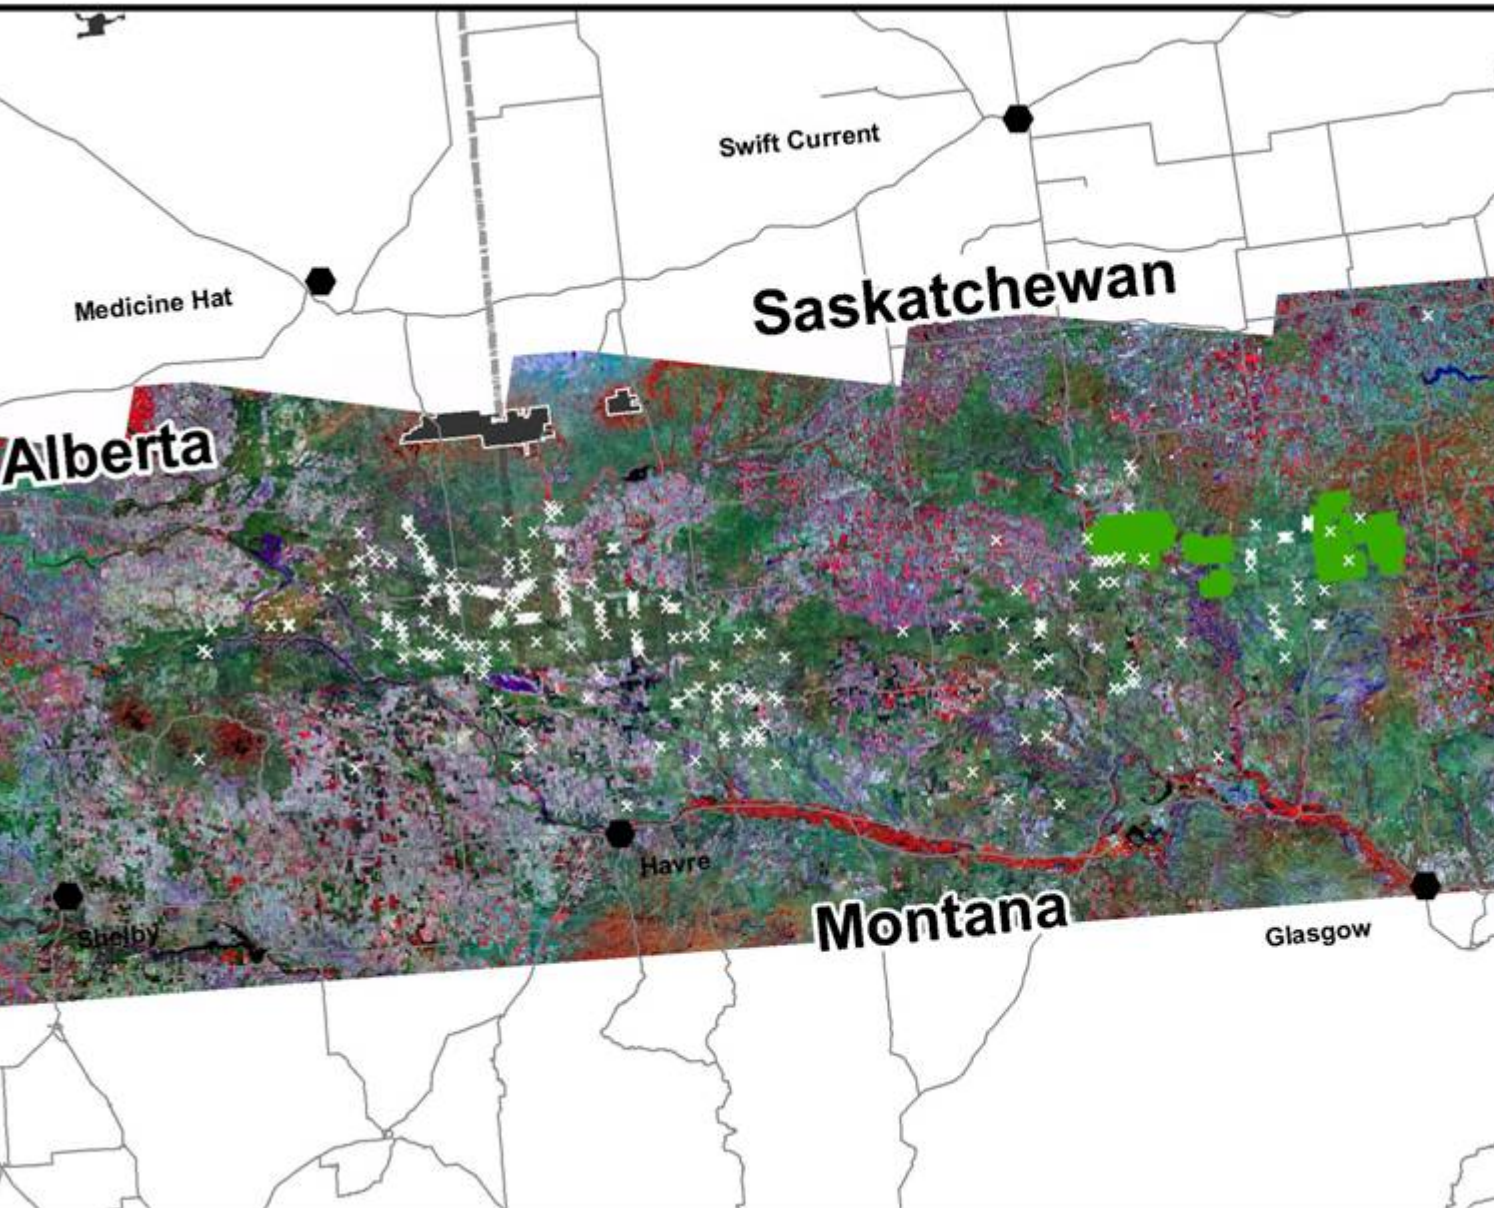 Swift Current
Saskatchewan
Medicine Hat
Alberta
Havre
Montana
Shelby
Glasgow